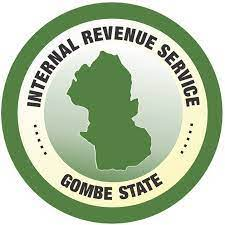 INTERNAL REVENUE SERVICE
GOMBE STATE